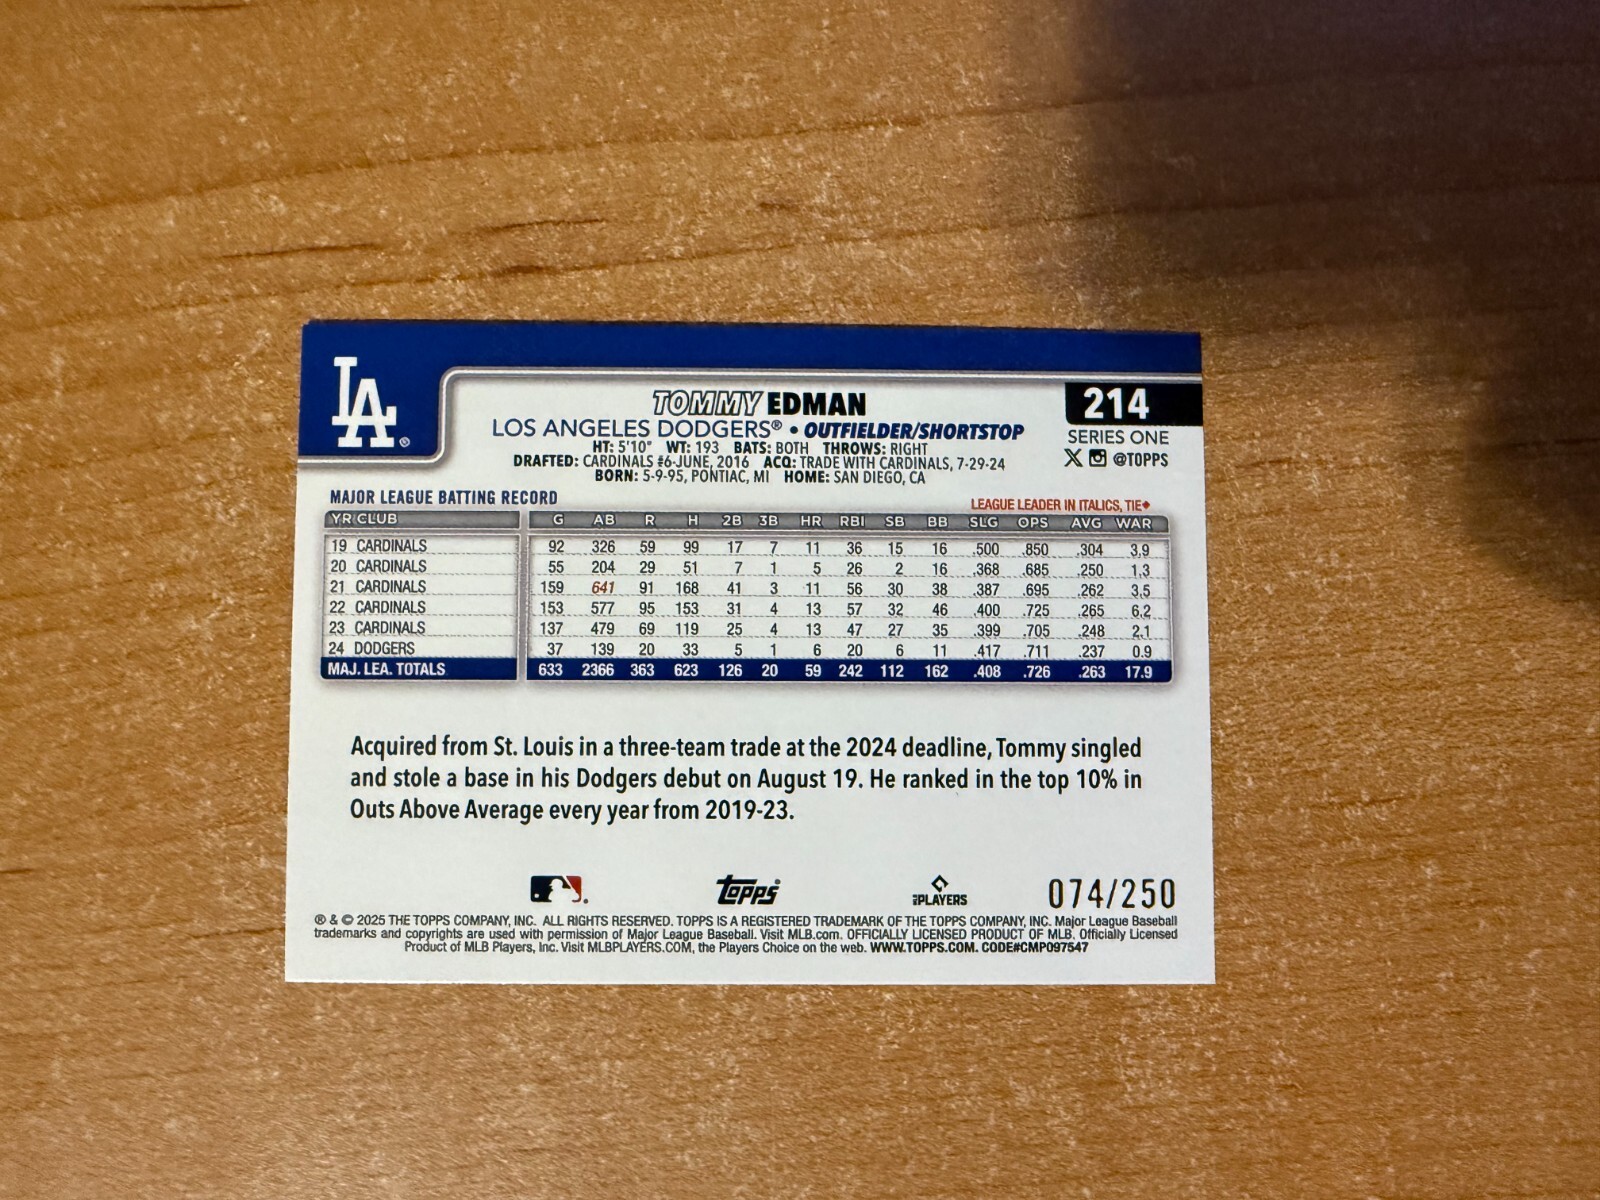 LA®
TOMMY EDMAN
214
LOS ANGELES DODGERS® • OUTFIELDER/SHORTSTOP
SERIES ONE
HT: 5'10" WT: 193 BATS: BOTH THROWS: RIGHT
@TOPPS
DRAFTED: CARDINALS #6-JUNE, 2016 ACQ: TRADE WITH CARDINALS, 7-29-24
BORN: 5-9-95, PONTIAC, MI HOME: SAN DIEGO, CA
MAJOR LEAGUE BATTING RECORD
LEAGUE LEADER IN ITALICS, TIE◆
YR CLUB G AB R H 2B 3B HR RBI SB BB SLG OPS AVG WAR
19 CARDINALS 92 326 59 99 17 7 11 36 15 16 .500 .850 .304 3.9
20 CARDINALS 55 204 29 51 7 1 5 26 2 16 .368 .685 .250 1.3
21 CARDINALS 159 641 91 168 41 3 11 56 30 38 .387 .695 .262 3.5
22 CARDINALS 153 577 95 153 31 4 13 57 32 46 .400 .725 .265 6.2
23 CARDINALS 137 479 69 119 25 4 13 47 27 35 .399 .705 .248 2.1
24 DODGERS 37 139 20 33 5 1 6 20 6 11 .417 .711 .237 0.9
MAJ. LEA. TOTALS 633 2366 363 623 126 20 59 242 112 162 .408 .726 .263 17.9
Acquired from St. Louis in a three-team trade at the 2024 deadline, Tommy singled
and stole a base in his Dodgers debut on August 19. He ranked in the top 10% in
Outs Above Average every year from 2019-23.
Topps
PLAYERS
074/250
® & © 2025 THE TOPPS COMPANY, INC. ALL RIGHTS RESERVED. TOPPS IS A REGISTERED TRADEMARK OF THE TOPPS COMPANY, INC. Major League Baseball
trademarks and copyrights are used with permission of Major League Baseball. Visit MLB.com. OFFICIALLY LICENSED PRODUCT OF MLB. Officially Licensed
Product of MLB Players, Inc. Visit MLBPLAYERS.COM, the Players Choice on the web. WWW.TOPPS.COM. CODE#CMP097547